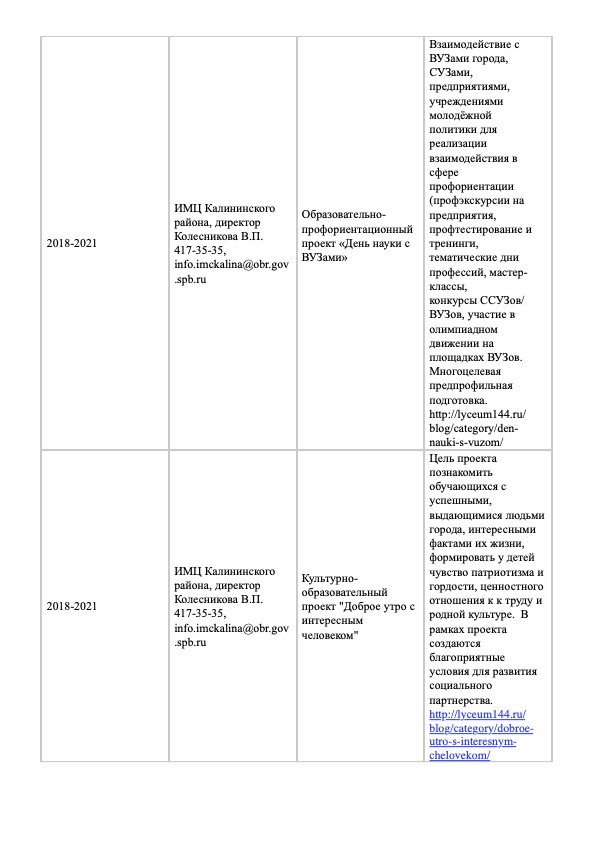 2018-2021
ИМЦ Калининского
района, директор
Колесникова В.П.
417-35-35,
info.imckalina@obr.gov
.spb.ru
Образовательно-
профориентационный
проект «День науки с
ВУЗами»
Взаимодействие с
ВУЗами города,
СУЗами,
предприятиями,
учреждениями
молодёжной
политики для
реализации
взаимодействия в
сфере
профориентации
(профэкскурсии на
предприятия,
профтестирование и
тренинги,
тематические дни
профессий, мастер-
классы,
конкурсы ССУЗов/
ВУЗов, участие в
олимпиадном
движении на
площадках ВУЗов.
Многоцелевая
предпрофильная
подготовка.
http://lyceum144.ru/
blog/category/den-
nauki-s-vuzom/
2018-2021
ИМЦ Калининского
района, директор
Колесникова В.П.
417-35-35,
info.imckalina@obr.gov
.spb.ru
Культурно-
образовательный
проект "Доброе утро с
интересным
человеком"
Цель проекта
познакомить
обучающихся с
успешными,
выдающимися людьми
города, интересными
фактами их жизни,
формировать у детей
чувство патриотизма и
гордости, ценностного
отношения к к труду и
родной культуре.  В
рамках проекта
создаются
благоприятные
условия для развития
социального
партнерства.
http://lyceum144.ru/
blog/category/dobroe-
utro-s-interesnym-
chelovekom/